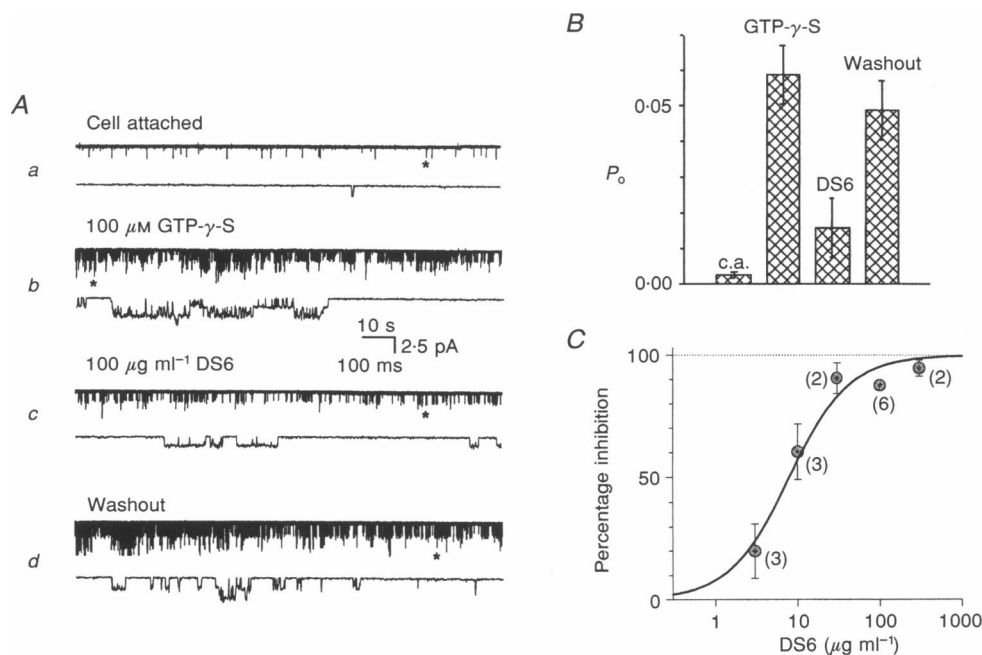 A
Cell attached
a
*
100 μM GTP-γ-S
b
*
10 s
2·5 pA
100 ms
100 μg ml⁻¹ DS6
c
*
Washout
d
*
B
GTP-γ-S
Washout
0·05
Pₒ
DS6
c.a.
0·00
C
100
(2)
(2)
(6)
(3)
50
(3)
Percentage inhibition
0
1 10 100 1000
DS6 (μg ml⁻¹)